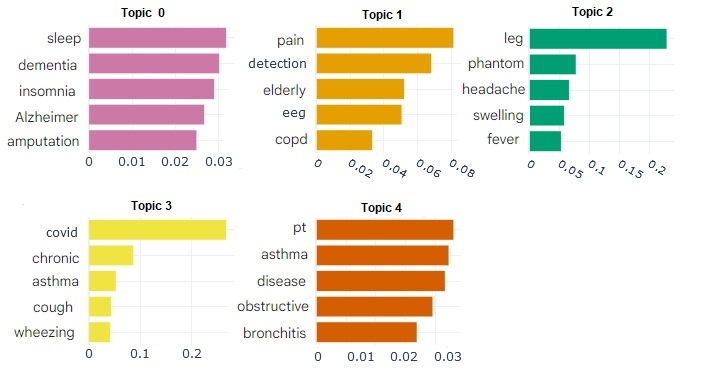 Topic 0
sleep
dementia
insomnia
Alzheimer
amputation
0 0.01 0.02 0.03
Topic 1
pain
detection
elderly
eeg
copd
0 0.02 0.04 0.06 0.08
Topic 2
leg
phantom
headache
swelling
fever
0 0.05 0.1 0.15 0.2
Topic 3
covid
chronic
asthma
cough
wheezing
0 0.1 0.2
Topic 4
pt
asthma
disease
obstructive
bronchitis
0 0.01 0.02 0.03